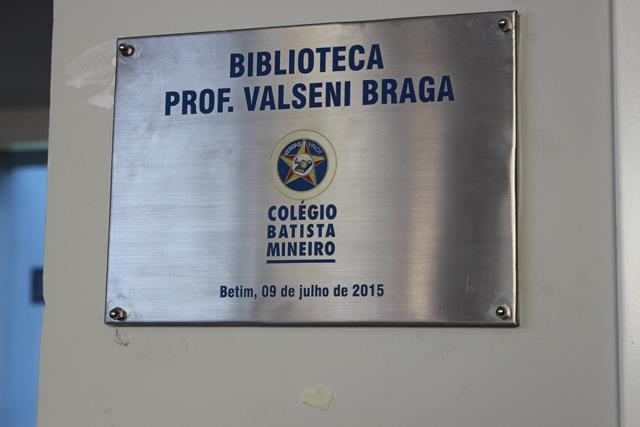 BIBLIOTECA
PROF. VALSENI BRAGA
COLÉGIO
BATISTA
MINEIRO
Betim, 09 de julho de 2015